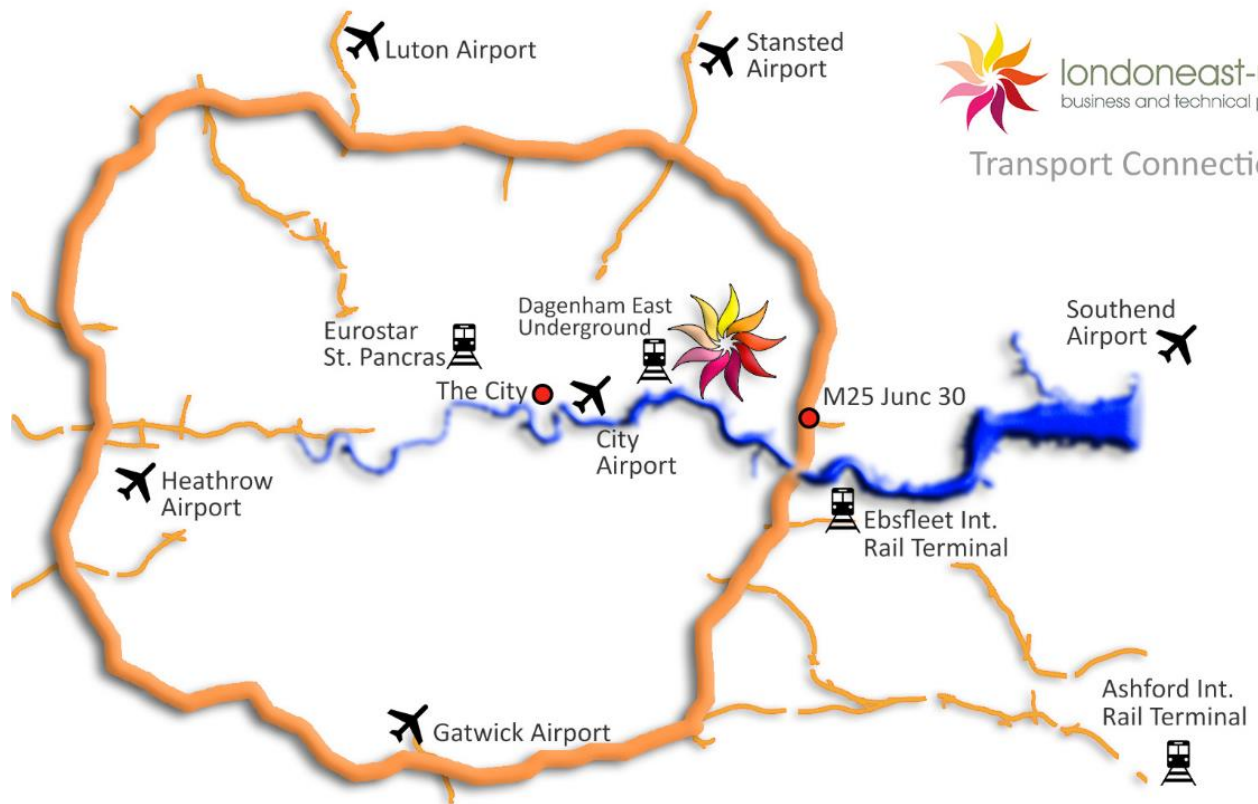 Luton Airport
Stansted
Airport
londoneast-
business and technical
Transport
Eurostar
St. Pancras
Dagenham East
Underground
Southend
Airport
The City
City
Airport
M25 Junc 30
Heathrow
Airport
Ebsfleet Int.
Rail Terminal
Gatwick Airport
Ashford Int.
Rail Terminal